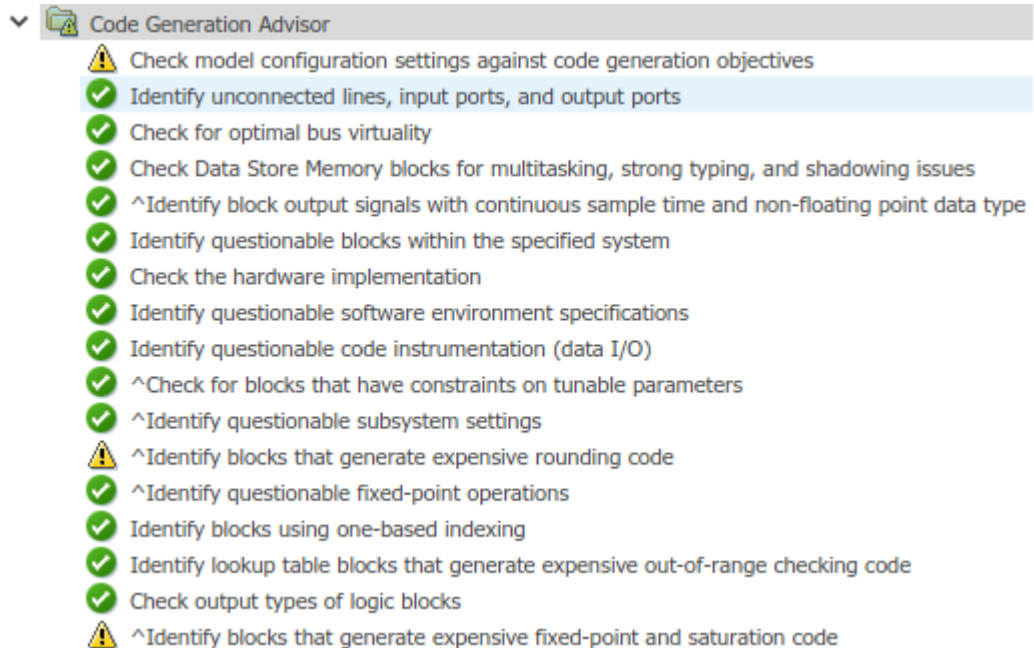 Code Generation Advisor
Check model configuration settings against code generation objectives
Identify unconnected lines, input ports, and output ports
Check for optimal bus virtuality
Check Data Store Memory blocks for multitasking, strong typing, and shadowing issues
^Identify block output signals with continuous sample time and non-floating point data type
Identify questionable blocks within the specified system
Check the hardware implementation
Identify questionable software environment specifications
Identify questionable code instrumentation (data I/O)
^Check for blocks that have constraints on tunable parameters
^Identify questionable subsystem settings
^Identify blocks that generate expensive rounding code
^Identify questionable fixed-point operations
Identify blocks using one-based indexing
Identify lookup table blocks that generate expensive out-of-range checking code
Check output types of logic blocks
^Identify blocks that generate expensive fixed-point and saturation code